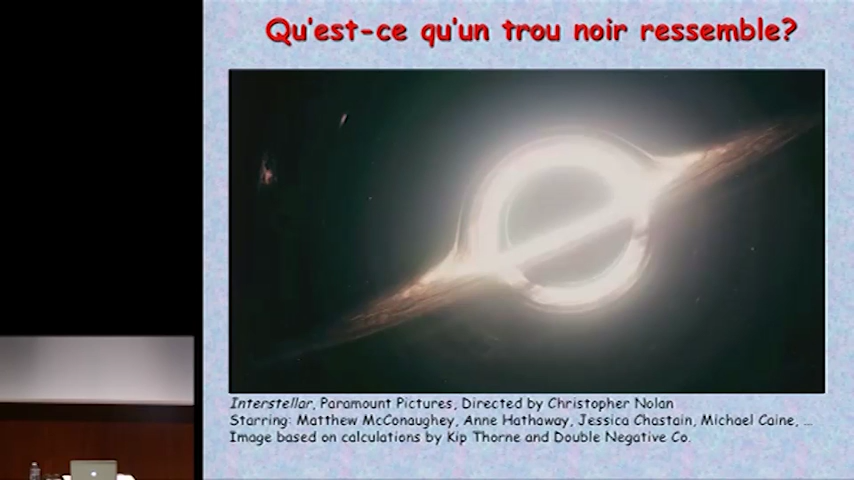 Qu'est-ce qu'un trou noir ressemble?
Interstellar, Paramount Pictures, Directed by Christopher Nolan
Starring: Matthew McConaughey, Anne Hathaway, Jessica Chastain, Michael Caine, ...
Image based on calculations by Kip Thorne and Double Negative Co.